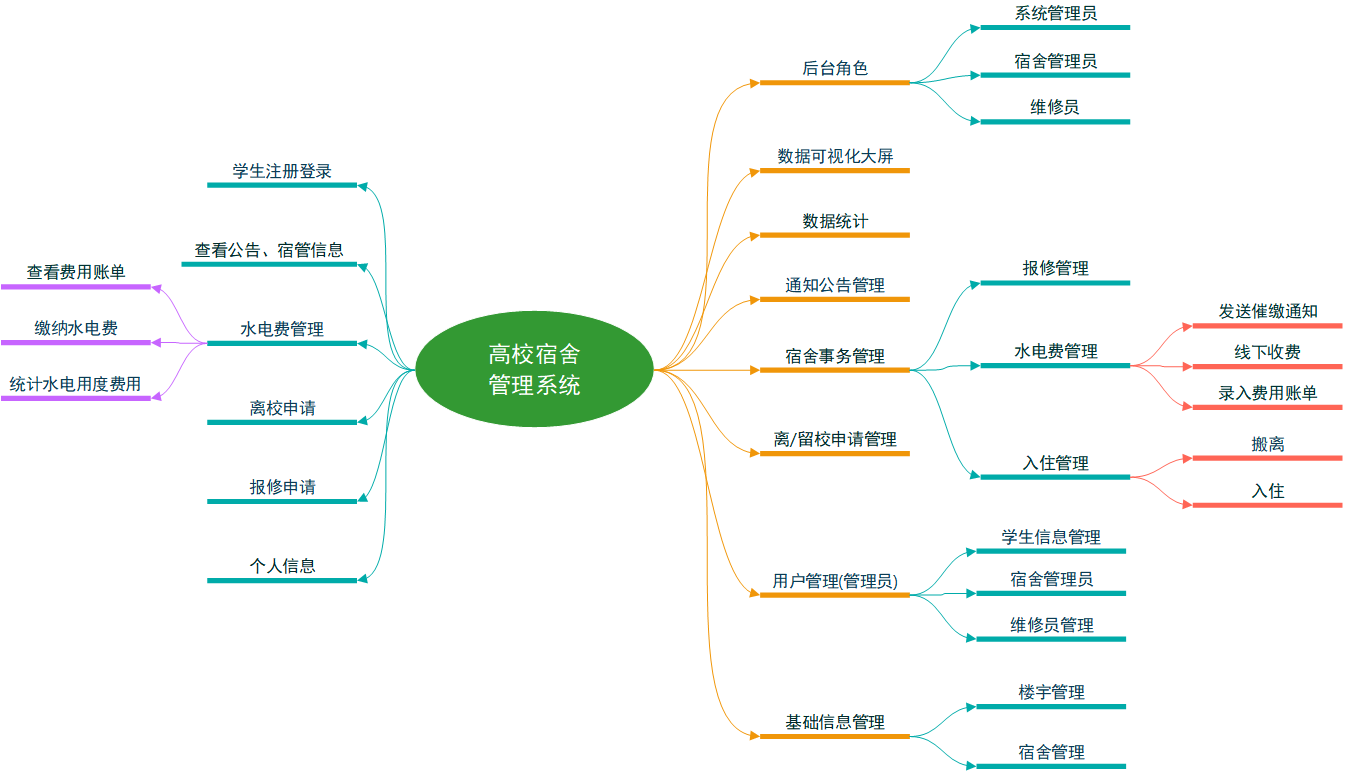 高校宿舍
管理系统
学生注册登录
查看公告、宿管信息
水电费管理
查看费用账单
缴纳水电费
统计水电用度费用
离校申请
报修申请
个人信息
后台角色
系统管理员
宿舍管理员
维修员
数据可视化大屏
数据统计
通知公告管理
宿舍事务管理
报修管理
水电费管理
发送催缴通知
线下收费
录入费用账单
入住管理
搬离
入住
离/留校申请管理
用户管理(管理员)
学生信息管理
宿舍管理员
维修员管理
基础信息管理
楼宇管理
宿舍管理